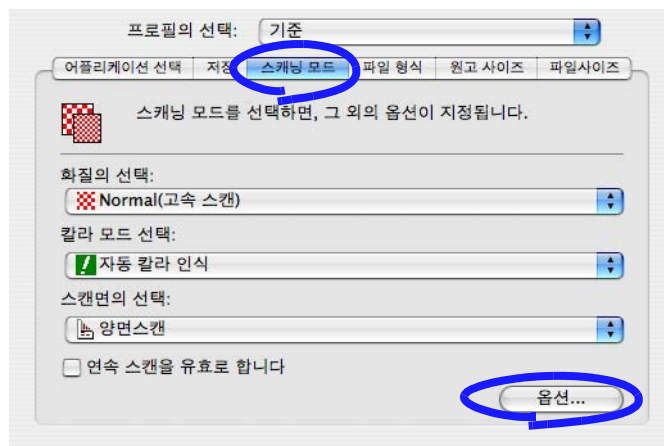 프로필의 선택: 기준
어플리케이션 선택 저장 스캐닝 모드 파일 형식 원고 사이즈 파일사이즈
스캐닝 모드를 선택하면, 그 외의 옵션이 지정됩니다.
화질의 선택:
Normal(고속 스캔)
칼라 모드 선택:
자동 칼라 인식
스캔면의 선택:
양면스캔
연속 스캔을 유효로 합니다
옵션...